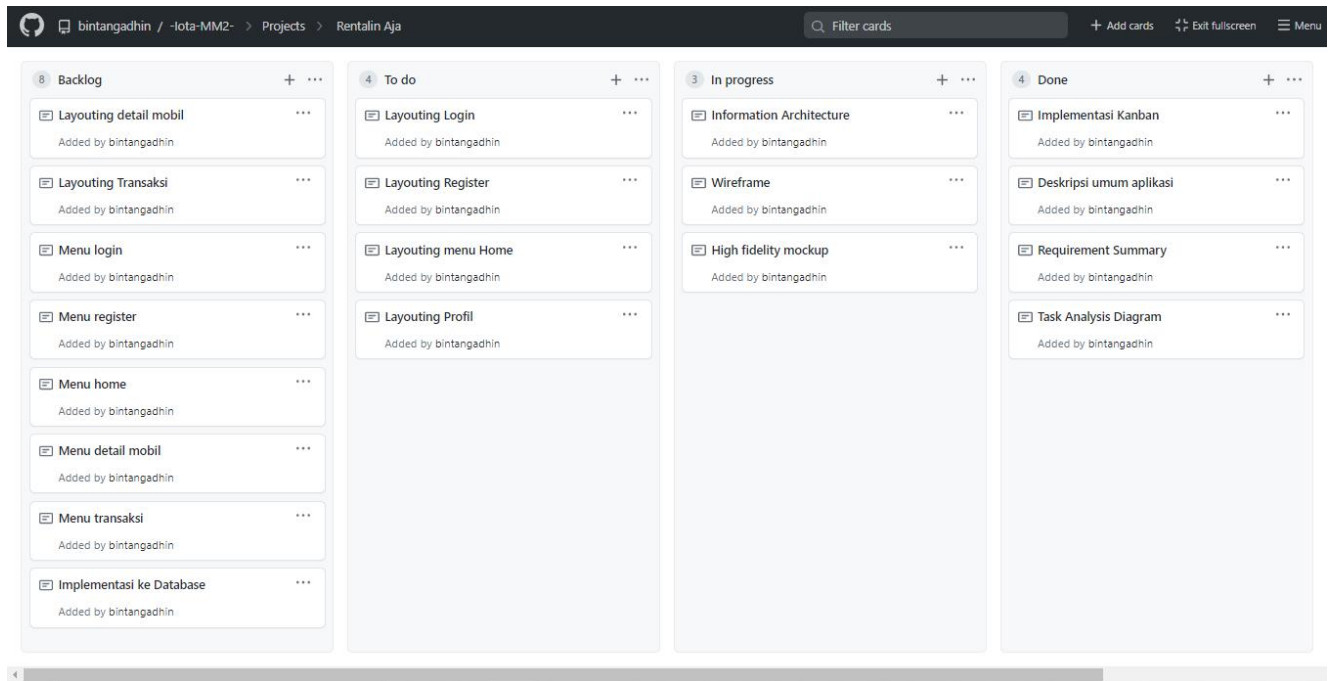 bintangadhin / -Iota-MM2- > Projects > Rentalin Aja
Filter cards
+ Add cards
Exit fullscreen
Menu
8 Backlog
Layouting detail mobil
Added by bintangadhin
Layouting Transaksi
Added by bintangadhin
Menu login
Added by bintangadhin
Menu register
Added by bintangadhin
Menu home
Added by bintangadhin
Menu detail mobil
Added by bintangadhin
Menu transaksi
Added by bintangadhin
Implementasi ke Database
Added by bintangadhin
4 To do
Layouting Login
Added by bintangadhin
Layouting Register
Added by bintangadhin
Layouting menu Home
Added by bintangadhin
Layouting Profil
Added by bintangadhin
3 In progress
Information Architecture
Added by bintangadhin
Wireframe
Added by bintangadhin
High fidelity mockup
Added by bintangadhin
4 Done
Implementasi Kanban
Added by bintangadhin
Deskripsi umum aplikasi
Added by bintangadhin
Requirement Summary
Added by bintangadhin
Task Analysis Diagram
Added by bintangadhin